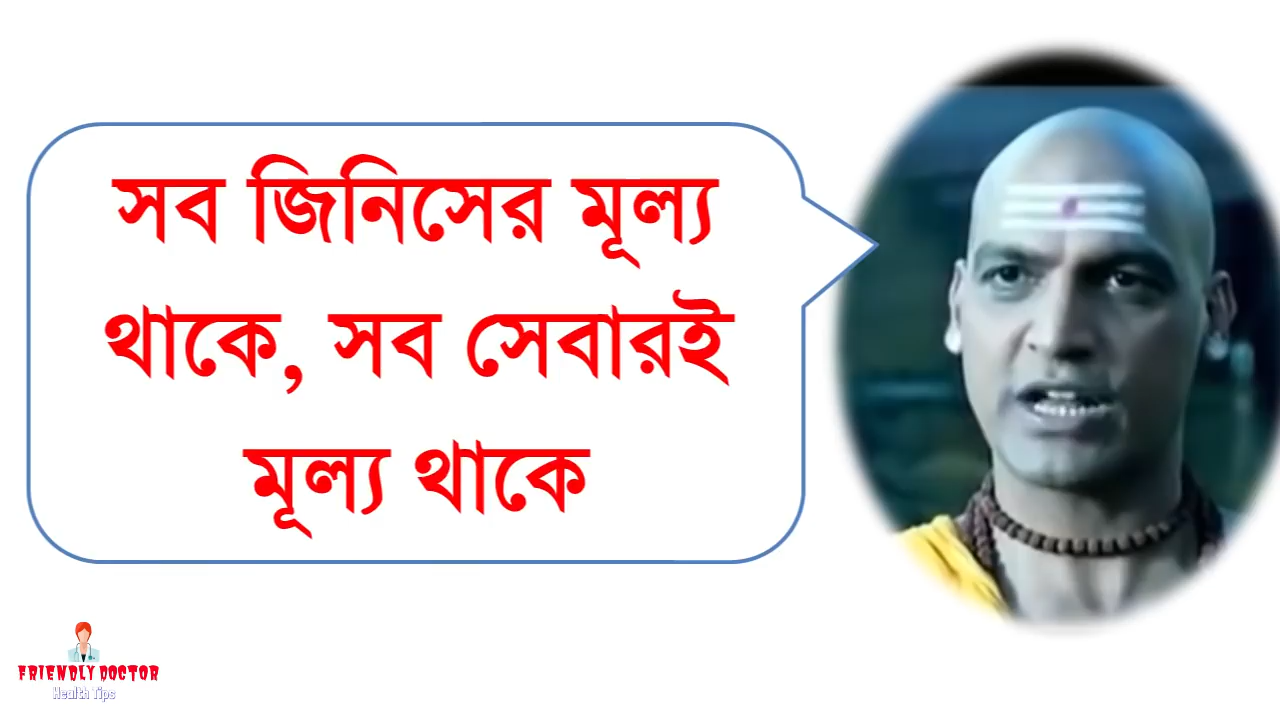 সব জিনিসের মূল্য
থাকে, সব সেবারই
মূল্য থাকে
FRIENDLY DOCTOR
Health Tips